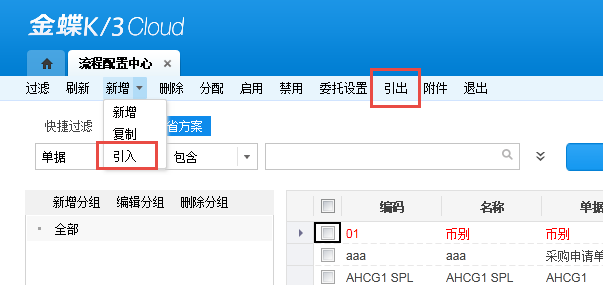 金蝶K/3 Cloud
流程配置中心 ×
过滤 刷新 新增 删除 分配 启用 禁用 委托设置 引出 附件 退出
新增
快捷过滤 省方案
复制
单据 引入 包含
新增分组 编辑分组 删除分组
编码 名称 单据
全部
01 币别 币别
aaa aaa 采购申请单
AHCG1 SPL AHCG1 SPL AHCG1